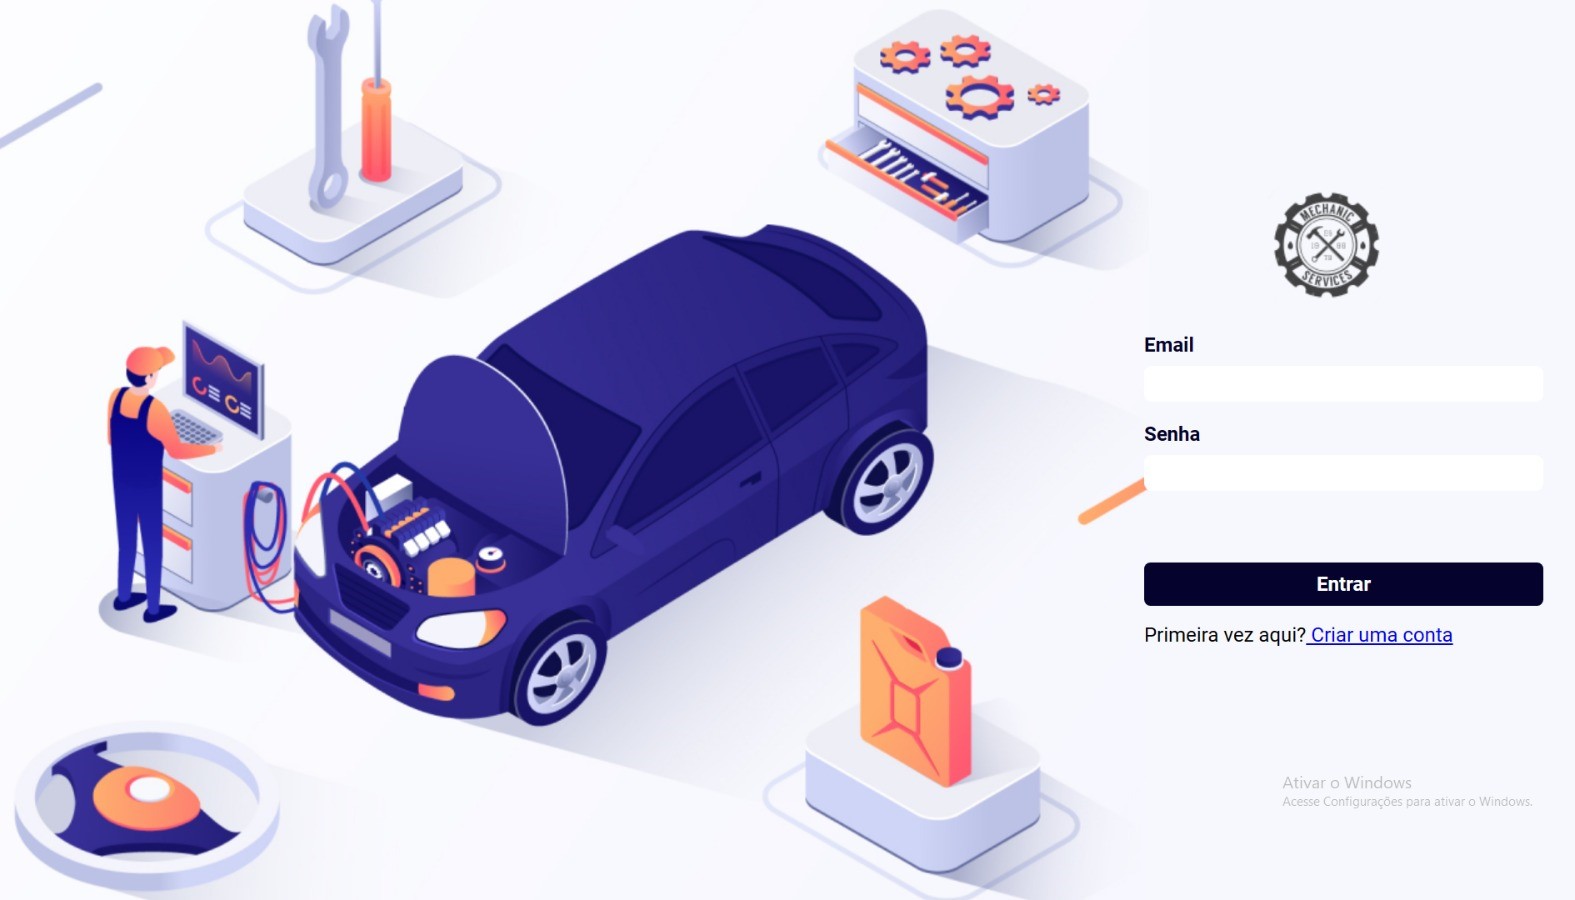 MECHANIC
SERVICES
Email
Senha
Entrar
Primeira vez aqui? Criar uma conta
Ativar o Windows
Acesse Configurações para ativar o Windows.